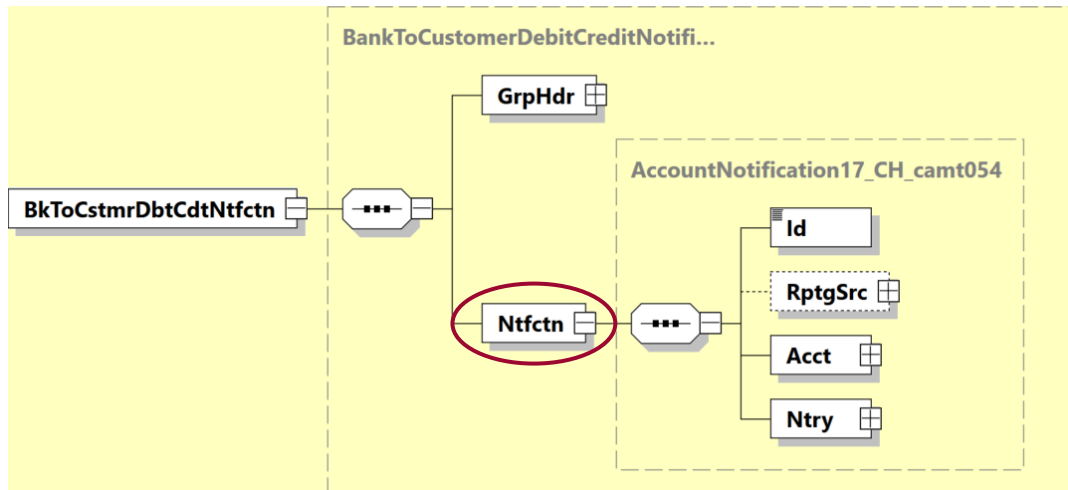 BankToCustomerDebitCreditNotifi...
GrpHdr
AccountNotification17_CH_camt054
BkToCstmrDbtCdtNtfctn
Id
RptgSrc
Ntfctn
Acct
Ntry